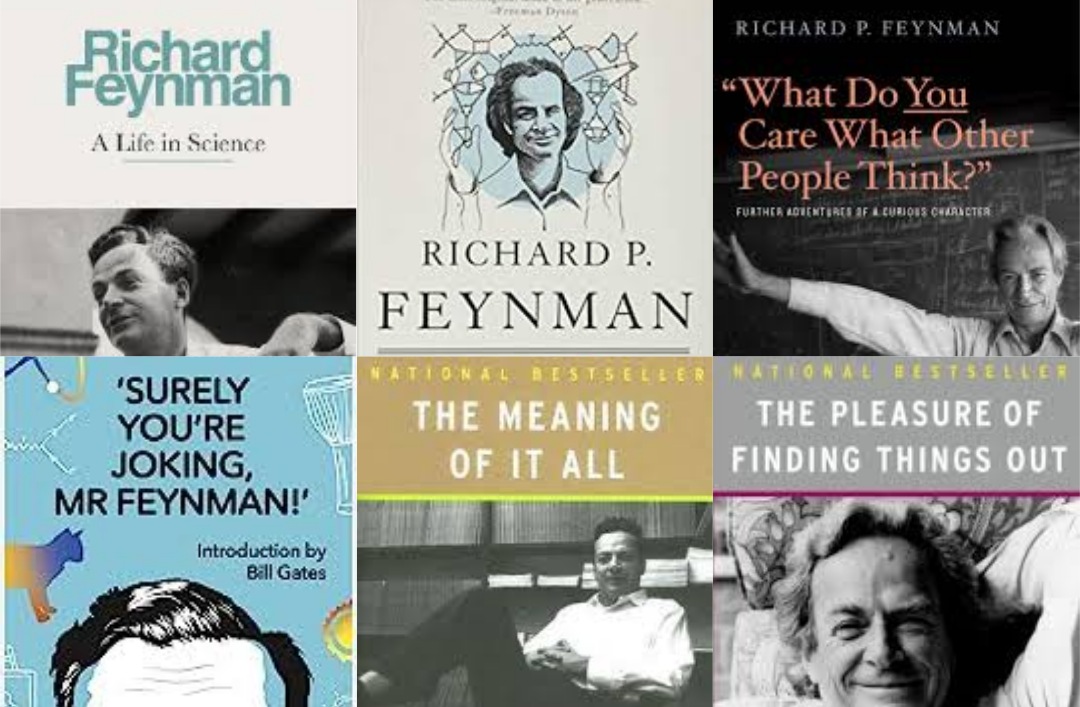 Richard
Feynman
A Life in Science
-Freeman Dyson
RICHARD P.
FEYNMAN
RICHARD P. FEYNMAN
“What Do You
Care What Other
People Think?”
FURTHER ADVENTURES OF A CURIOUS CHARACTER
‘SURELY
YOU’RE
JOKING,
MR FEYNMAN!’
Introduction by
Bill Gates
NATIONAL BESTSELLER
THE MEANING
OF IT ALL
NATIONAL BESTSELLER
THE PLEASURE OF
FINDING THINGS OUT